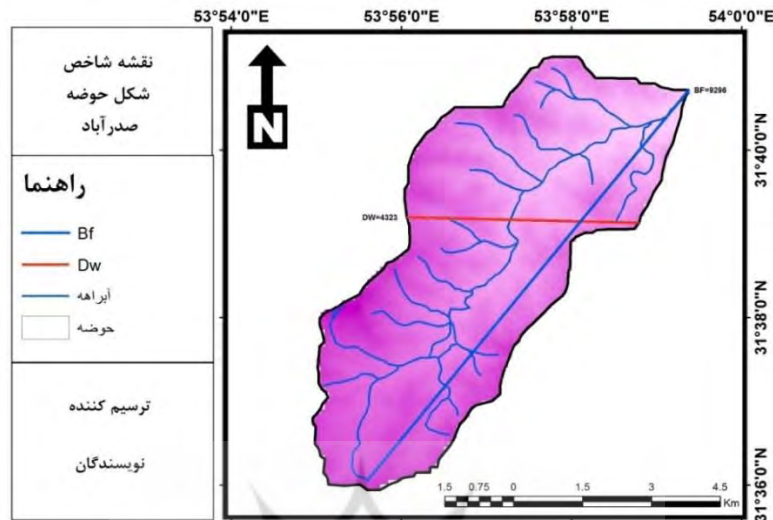 53°54'0"E 53°56'0"E 53°58'0"E 54°0'0"E
نقشه شاخص
شکل حوضه
صدرآباد
راهنما
Bf
Dw
آبراهه
حوضه
ترسیم کننده
نویسندگان
N
BF=9298
DW=4323
31°40'0"N
31°38'0"N
31°36'0"N
1.5 0.75 0 1.5 3 4.5
Km